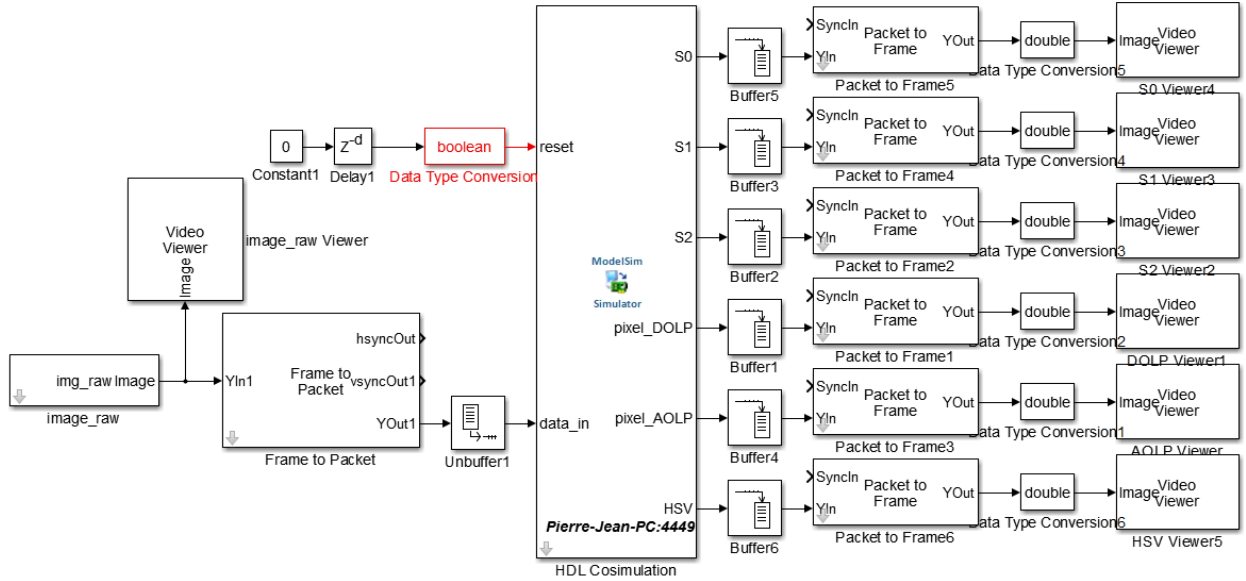 S0
SyncIn
YIn
Packet to
Frame
YOut
double
Image
Video
Viewer
Buffer5
Packet to Frame5
Data Type Conversion5
S0 Viewer4
0
Z-d
boolean
reset
Constant1
Delay1
Data Type Conversion
S1
SyncIn
YIn
Packet to
Frame
YOut
double
Image
Video
Viewer
Buffer3
Packet to Frame4
Data Type Conversion4
S1 Viewer3
Video
Viewer
Image
image_raw Viewer
S2
SyncIn
YIn
Packet to
Frame
YOut
double
Image
Video
Viewer
Buffer2
Packet to Frame2
Data Type Conversion3
S2 Viewer2
ModelSim
Simulator
pixel_DOLP
SyncIn
YIn
Packet to
Frame
YOut
double
Image
Video
Viewer
Buffer1
Packet to Frame1
Data Type Conversion2
DOLP Viewer1
img_raw Image
image_raw
YIn1
Frame to
Packet
hsyncOut
vsyncOut1
YOut1
Frame to Packet
Unbuffer1
data_in
pixel_AOLP
SyncIn
YIn
Packet to
Frame
YOut
double
Image
Video
Viewer
Buffer4
Packet to Frame3
Data Type Conversion1
AOLP Viewer
HSV
Pierre-Jean-PC:4449
SyncIn
YIn
Packet to
Frame
YOut
double
Image
Video
Viewer
Buffer6
Packet to Frame6
Data Type Conversion6
HSV Viewer5
HDL Cosimulation